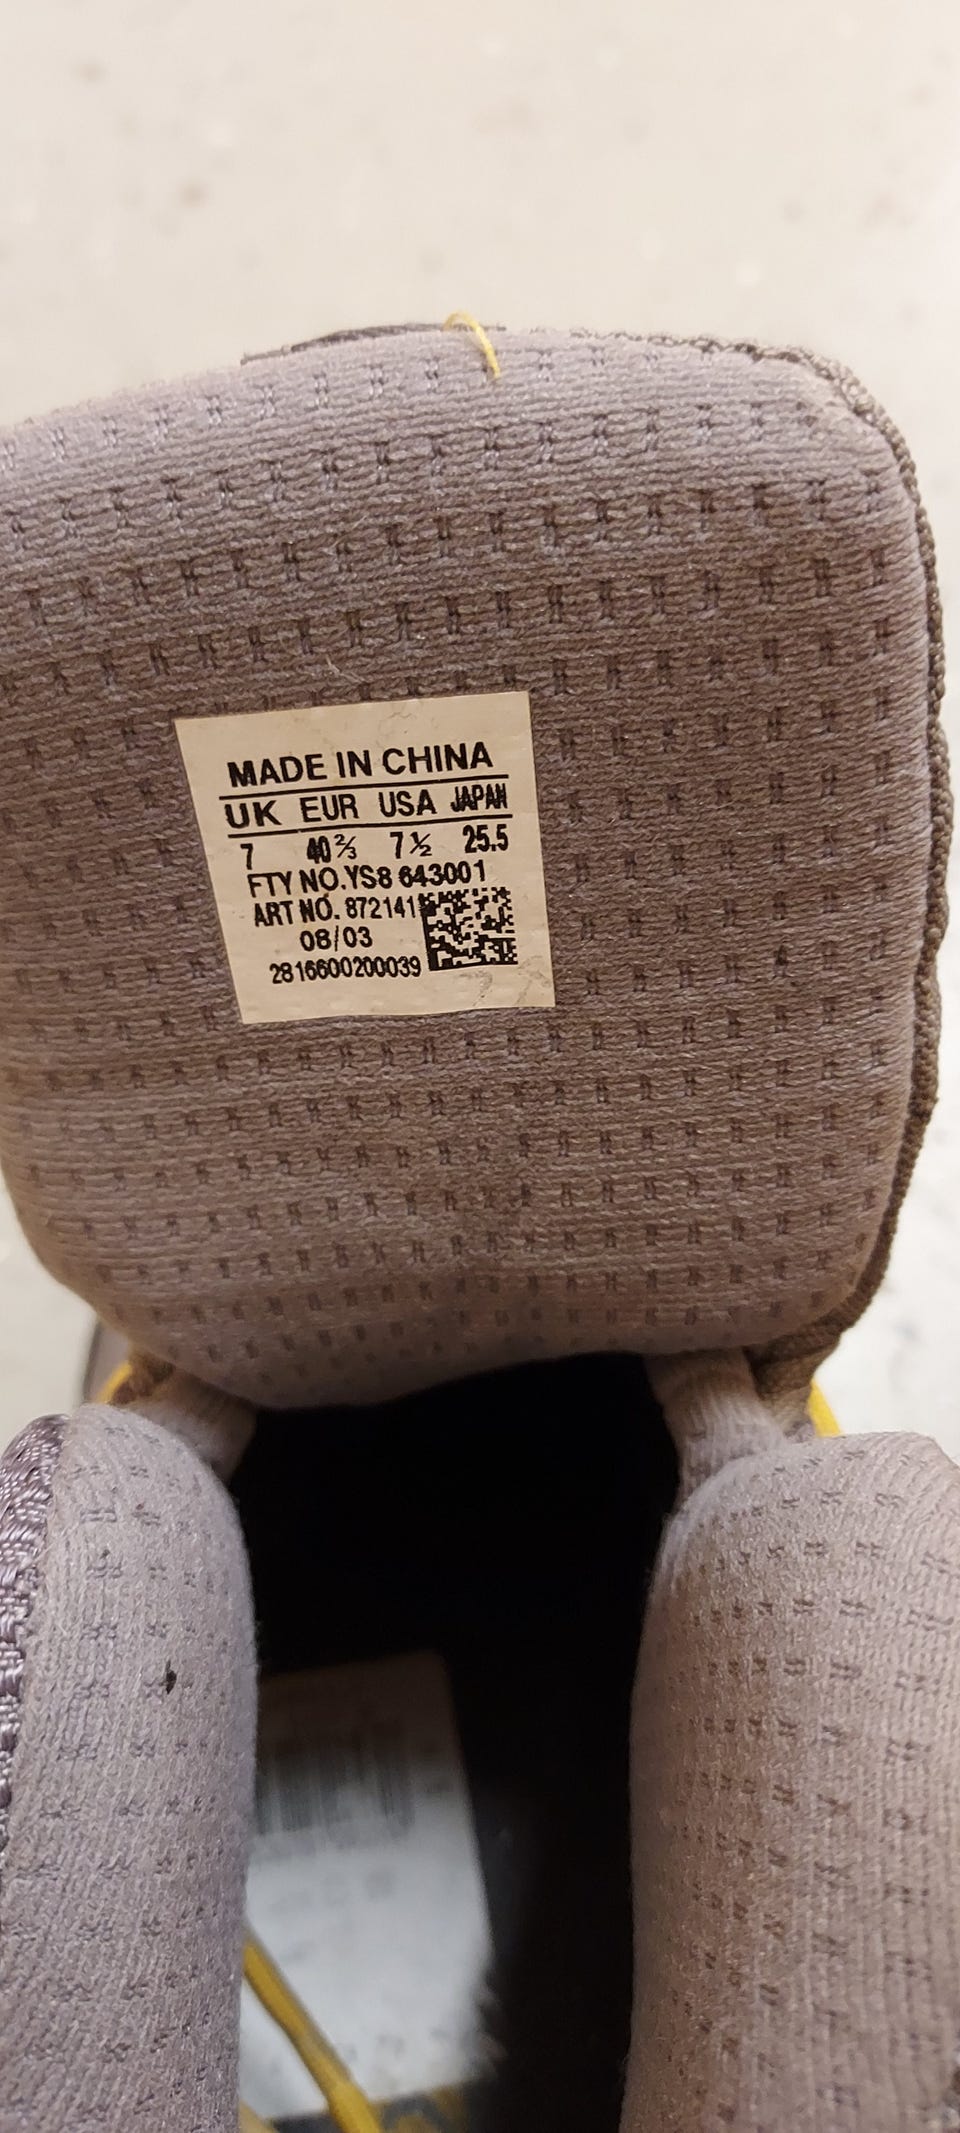 MADE IN CHINA
UK EUR USA JAPAN
7 40⅔ 7½ 25.5
FTY NO.YS8 643001
ART NO. 872141
08/03
2816600200039